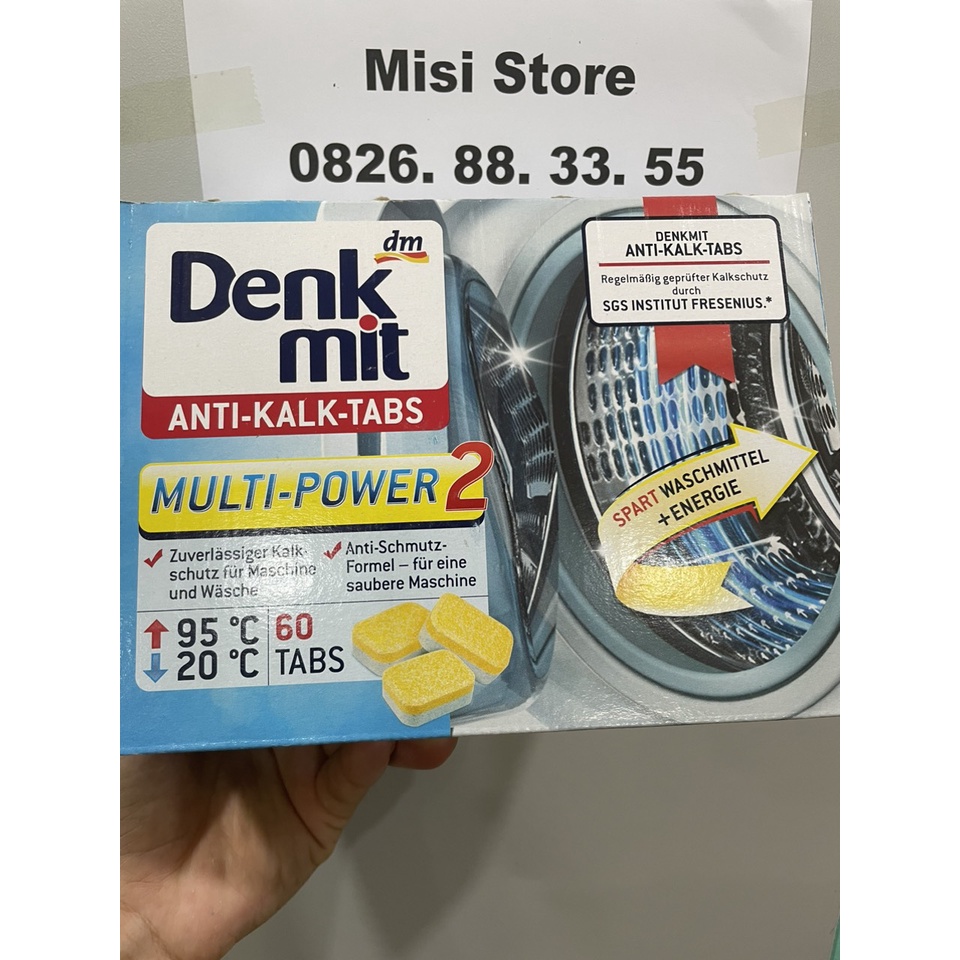 Misi Store
0826. 88. 33. 55
dm
Denk
mit
ANTI-KALK-TABS
MULTI-POWER 2
Zuverlässiger Kalk-
schutz für Maschine
und Wäsche
Anti-Schmutz-
Formel – für eine
saubere Maschine
95 °C
20 °C
60
TABS
DENKMIT
ANTI-KALK-TABS
Regelmäßig geprüfter Kalkschutz
durch
SGS INSTITUT FRESENIUS.*
SPART WASCHMITTEL
+ENERGIE